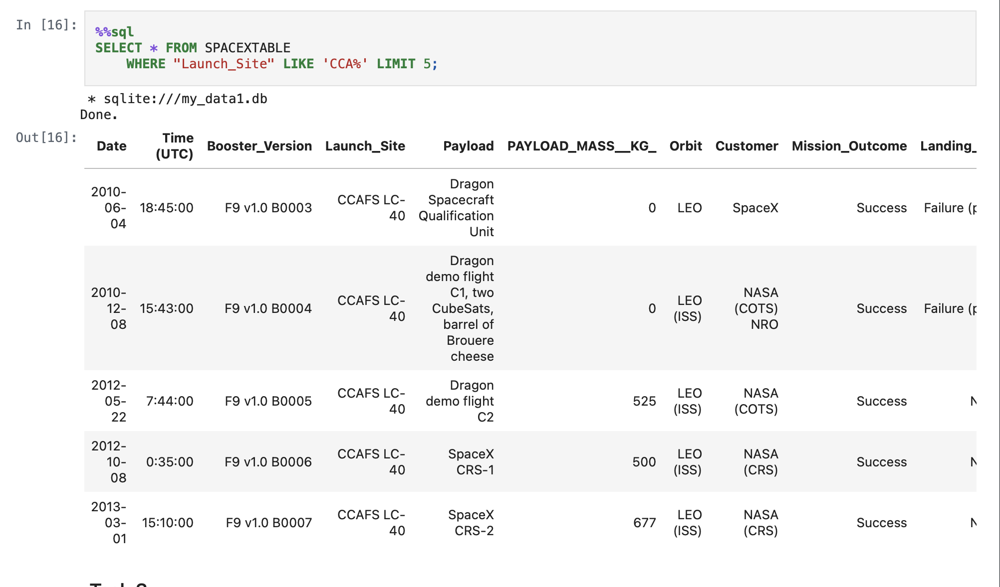 In [16]:
%%sql
SELECT * FROM SPACEXTABLE
WHERE "Launch_Site" LIKE 'CCA%' LIMIT 5;
* sqlite:///my_data1.db
Done.
Out[16]:
Date Time (UTC) Booster_Version Launch_Site Payload PAYLOAD_MASS__KG_ Orbit Customer Mission_Outcome Landing_
2010-06-04 18:45:00 F9 v1.0 B0003 CCAFS LC-40 Dragon Spacecraft Qualification Unit 0 LEO SpaceX Success Failure (p
2010-12-08 15:43:00 F9 v1.0 B0004 CCAFS LC-40 Dragon demo flight C1, two CubeSats, barrel of Brouere cheese 0 LEO (ISS) NASA (COTS) NRO Success Failure (p
2012-05-22 7:44:00 F9 v1.0 B0005 CCAFS LC-40 Dragon demo flight C2 525 LEO (ISS) NASA (COTS) Success N
2012-10-08 0:35:00 F9 v1.0 B0006 CCAFS LC-40 SpaceX CRS-1 500 LEO (ISS) NASA (CRS) Success N
2013-03-01 15:10:00 F9 v1.0 B0007 CCAFS LC-40 SpaceX CRS-2 677 LEO (ISS) NASA (CRS) Success N